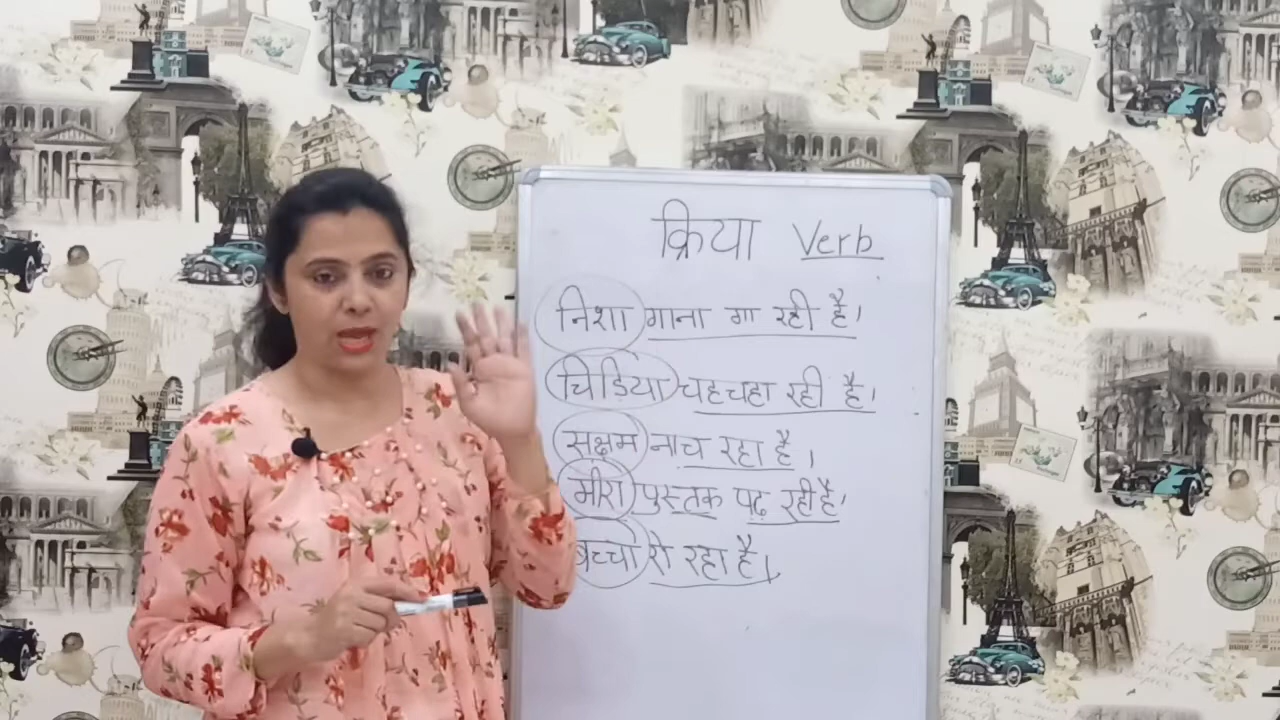 क्रिया Verb
निशा गाना गा रही है।
चिड़िया चहचहा रही है।
सक्षम नाच रहा है।
मीरा पुस्तक पढ़ रही है।
बच्चा रो रहा है।